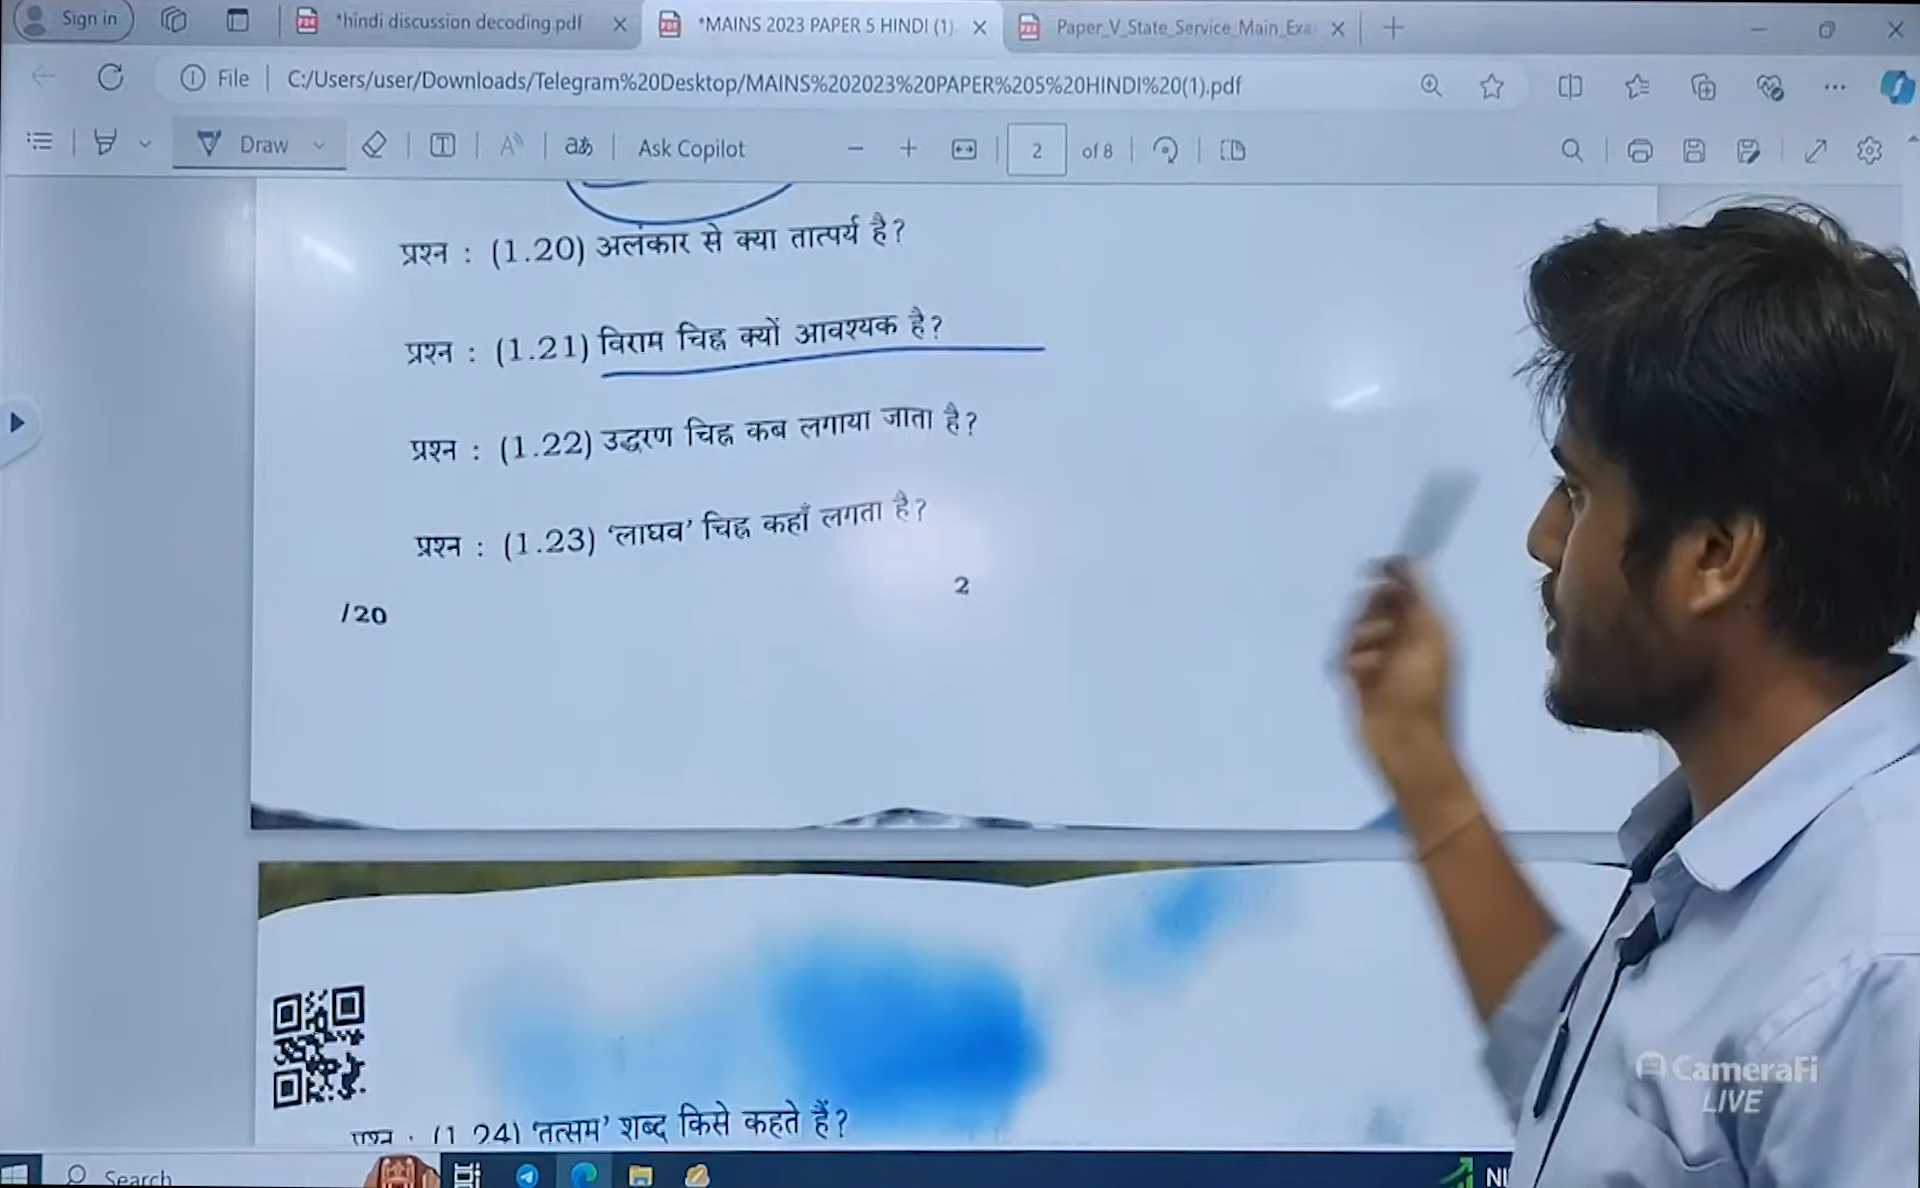 Sign in
*hindi discussion decoding.pdf
*MAINS 2023 PAPER 5 HINDI (1).
Paper_V_State_Service_Main_Exa
File
C:/Users/user/Downloads/Telegram%20Desktop/MAINS%202023%20PAPER%205%20HINDI%20(1).pdf
Draw
Ask Copilot
2 of 8
प्रश्न : (1.20) अलंकार से क्या तात्पर्य है?
प्रश्न : (1.21) विराम चिह्न क्यों आवश्यक है?
प्रश्न : (1.22) उद्धरण चिह्न कब लगाया जाता है?
प्रश्न : (1.23) ‘लाघव’ चिह्न कहाँ लगता है?
2
/20
(1.24) ‘तत्सम’ शब्द किसे कहते हैं?
CameraFi
LIVE
Search